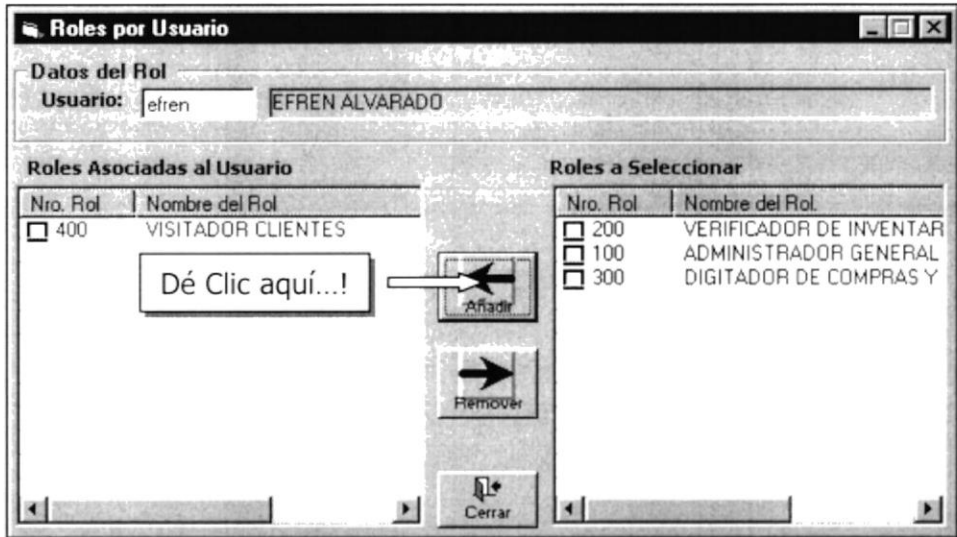 Roles por Usuario
Datos del Rol
Usuario: efren EFREN ALVARADO
Roles Asociadas al Usuario
Nro. Rol Nombre del Rol
400 VISITADOR CLIENTES
Dé Clic aquí...!
Añadir
Remover
Cerrar
Roles a Seleccionar
Nro. Rol Nombre del Rol.
200 VERIFICADOR DE INVENTAR
100 ADMINISTRADOR GENERAL
300 DIGITADOR DE COMPRAS Y